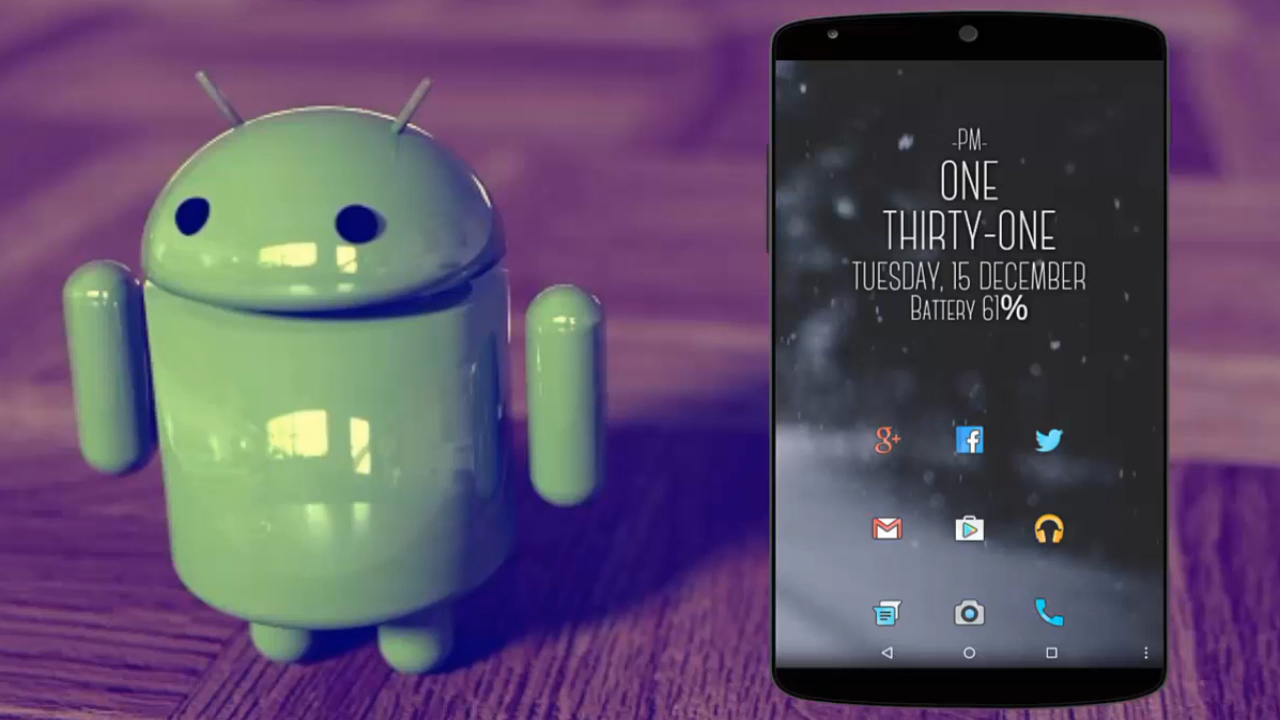 -PM-
ONE
THIRTY-ONE
TUESDAY, 15 DECEMBER
BATTERY 61%
g+ f